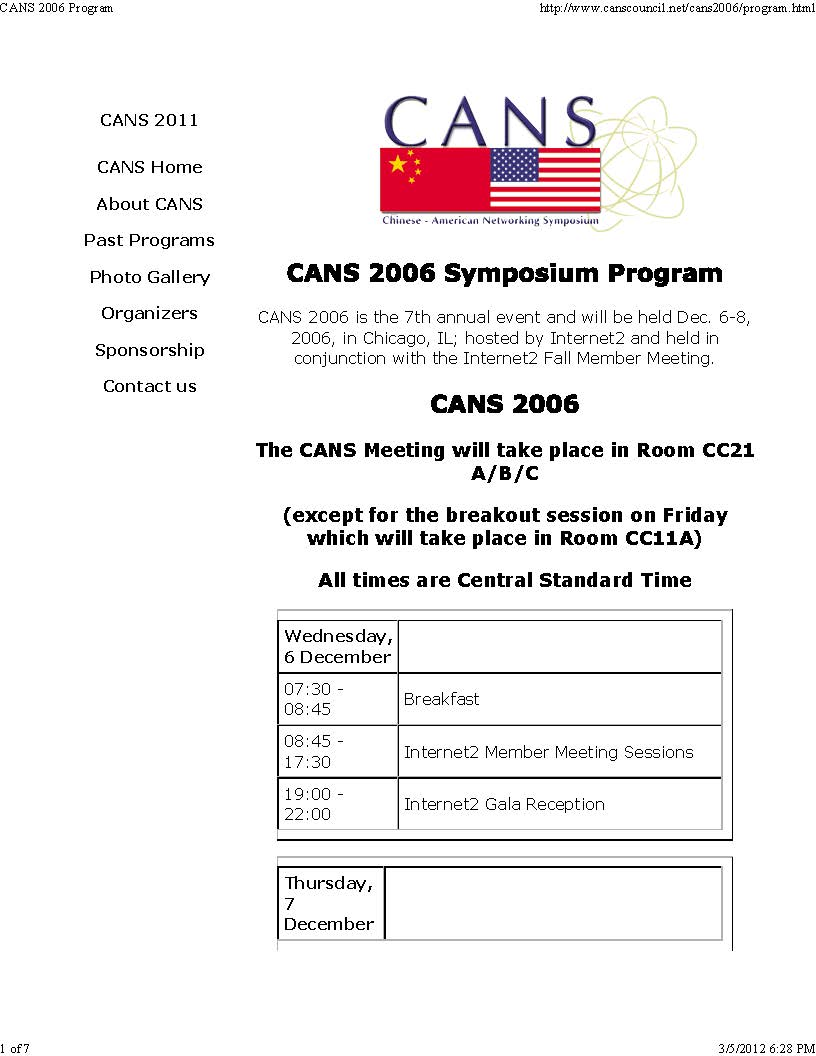 CANS 2006 Program
http://www.canscouncil.net/cans2006/program.html
CANS 2011
CANS Home
About CANS
Past Programs
Photo Gallery
Organizers
Sponsorship
Contact us
CANS
Chinese - American Networking Symposium
CANS 2006 Symposium Program
CANS 2006 is the 7th annual event and will be held Dec. 6-8,
2006, in Chicago, IL; hosted by Internet2 and held in
conjunction with the Internet2 Fall Member Meeting.
CANS 2006
The CANS Meeting will take place in Room CC21
A/B/C
(except for the breakout session on Friday
which will take place in Room CC11A)
All times are Central Standard Time
Wednesday,
6 December
07:30 -
08:45
Breakfast
08:45 -
17:30
Internet2 Member Meeting Sessions
19:00 -
22:00
Internet2 Gala Reception
Thursday,
7
December
1 of 7
3/5/2012 6:28 PM